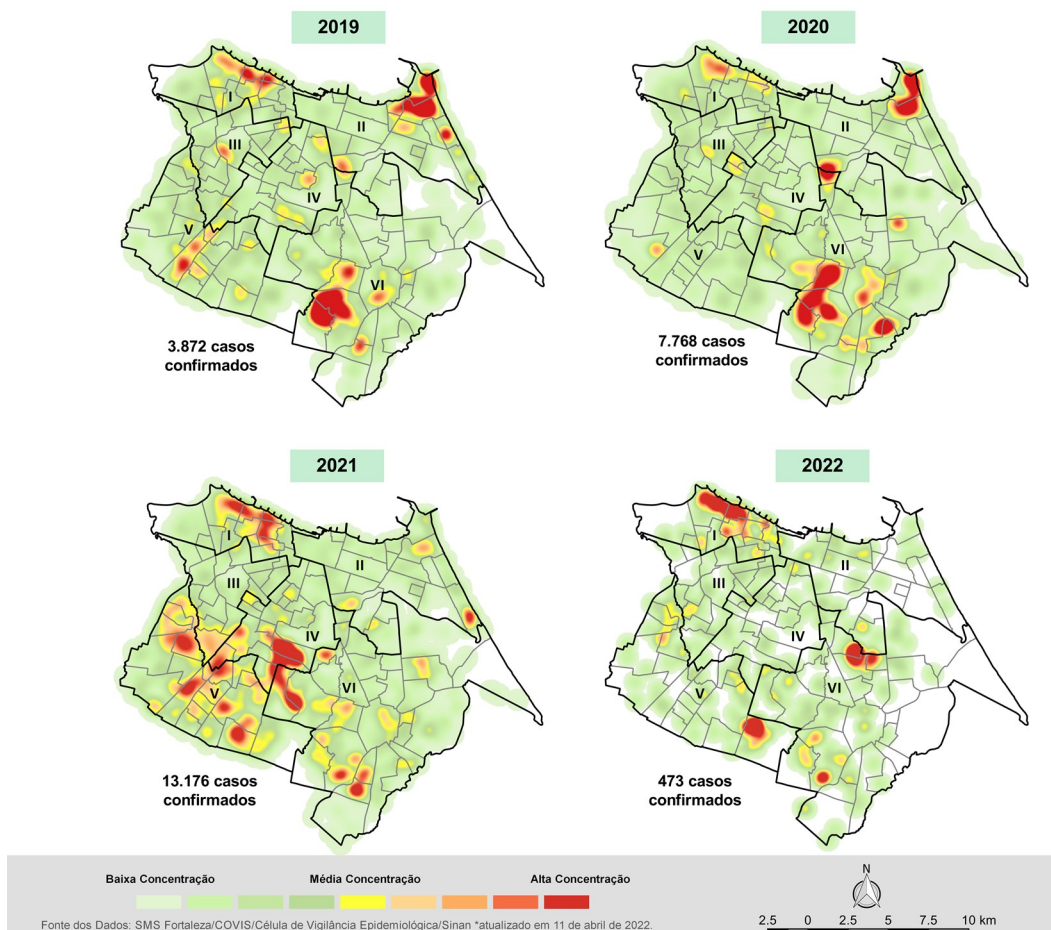 2019
2020
I
II
III
IV
V
VI
3.872 casos
confirmados
I
II
III
IV
V
VI
7.768 casos
confirmados
2021
2022
I
II
III
IV
V
VI
13.176 casos
confirmados
I
II
III
IV
V
VI
473 casos
confirmados
Baixa Concentração
Média Concentração
Alta Concentração
N
Fonte dos Dados: SMS Fortaleza/COVIS/Célula de Vigilância Epidemiológica/Sinan *atualizado em 11 de abril de 2022.
2.5 0 2.5 5 7.5 10 km